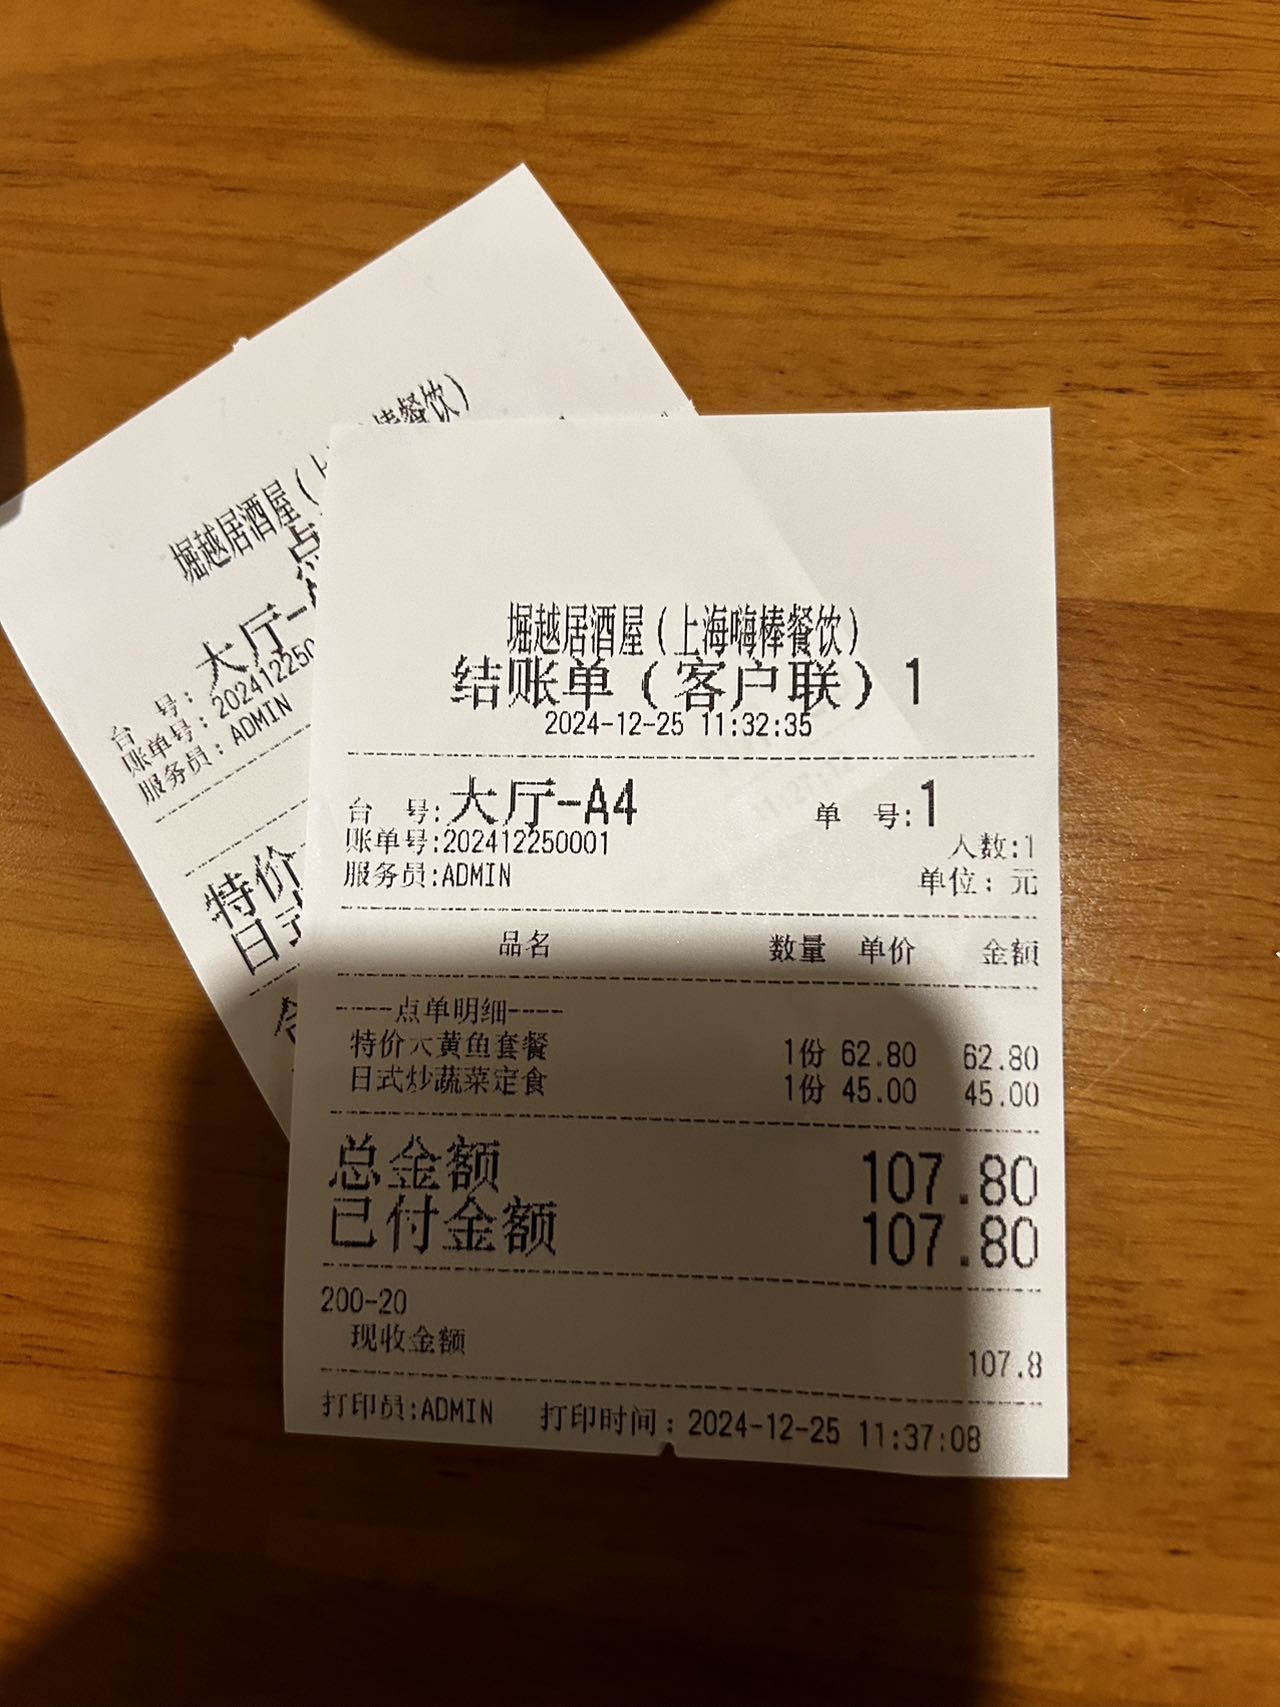 堀越居酒屋（
棒餐饮）
点
大厅-
台 号:
账单号: 202412250
服务员: ADMIN
特价
日式
堀越居酒屋（上海嗨棒餐饮）
结账单（客户联）1
2024-12-25 11:32:35
台 号:大厅-A4 单 号:1
账单号:202412250001 人数:1
服务员:ADMIN 单位: 元
品名 数量 单价 金额
-----点单明细-----
特价大黄鱼套餐 1份 62.80 62.80
日式炒蔬菜定食 1份 45.00 45.00
总金额 107.80
已付金额 107.80
200-20
现收金额 107.8
打印员:ADMIN 打印时间: 2024-12-25 11:37:08